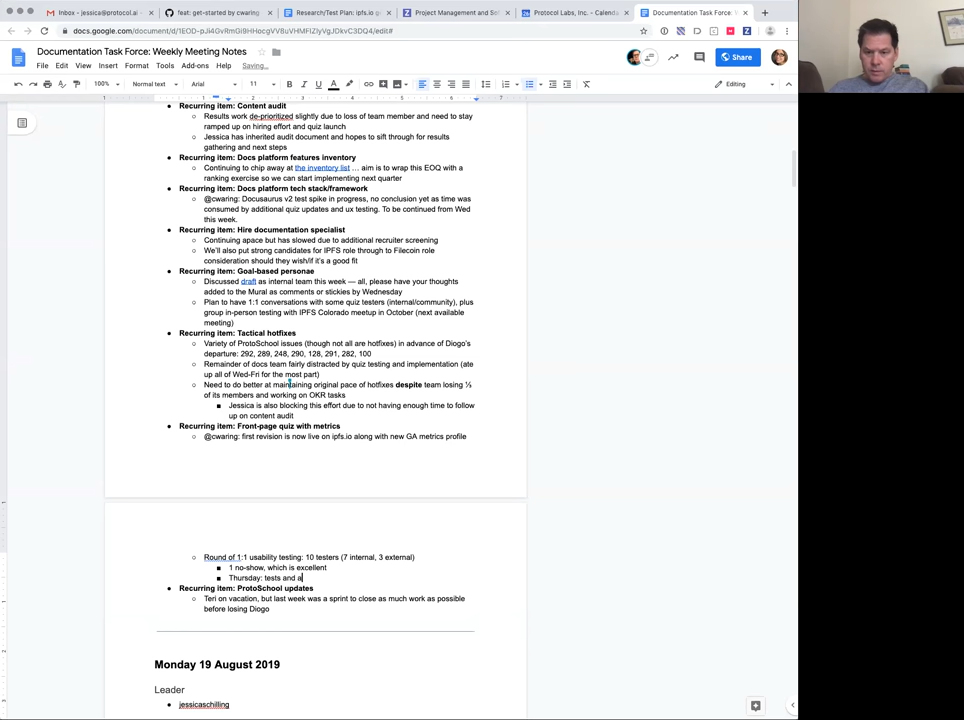 Inbox - jessica@protocol.ai -
feat: get-started by cwaring
Research/Test Plan: ipfs.io g
Project Management and Sof
Protocol Labs, Inc. - Calenda
Documentation Task Force: V
Documentation Task Force: Weekly Meeting Notes
File Edit View Insert Format Tools Add-ons Help Saving...
Share
100% Normal text Arial 11 Editing
Recurring item: Content audit
Results work de-prioritized slightly due to loss of team member and need to stay
ramped up on hiring effort and quiz launch
Jessica has inherited audit document and hopes to sift through for results
gathering and next steps
Recurring item: Docs platform features inventory
Continuing to chip away at the inventory list … aim is to wrap this EOQ with a
ranking exercise so we can start implementing next quarter
Recurring item: Docs platform tech stack/framework
@cwaring: Docusaurus v2 test spike in progress, no conclusion yet as time was
consumed by additional quiz updates and ux testing. To be continued from Wed
this week.
Recurring item: Hire documentation specialist
Continuing apace but has slowed due to additional recruiter screening
We'll also put strong candidates for IPFS role through to Filecoin role
consideration should they wish/if it's a good fit
Recurring item: Goal-based personae
Discussed draft as internal team this week — all, please have your thoughts
added to the Mural as comments or stickies by Wednesday
Plan to have 1:1 conversations with some quiz testers (internal/community), plus
group in-person testing with IPFS Colorado meetup in October (next available
meeting)
Recurring item: Tactical hotfixes
Variety of ProtoSchool issues (though not all are hotfixes) in advance of Diogo's
departure: 292, 289, 248, 290, 128, 291, 282, 100
Remainder of docs team fairly distracted by quiz testing and implementation (ate
up all of Wed-Fri for the most part)
Need to do better at maintaining original pace of hotfixes despite team losing ⅓
of its members and working on OKR tasks
Jessica is also blocking this effort due to not having enough time to follow
up on content audit
Recurring item: Front-page quiz with metrics
@cwaring: first revision is now live on ipfs.io along with new GA metrics profile
Round of 1:1 usability testing: 10 testers (7 internal, 3 external)
1 no-show, which is excellent
Thursday: tests and a
Recurring item: ProtoSchool updates
Teri on vacation, but last week was a sprint to close as much work as possible
before losing Diogo
Monday 19 August 2019
Leader
jessicaschilling